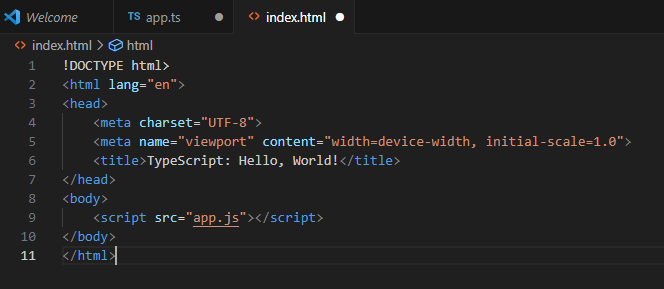 Welcome
TS app.ts
<> index.html
<> index.html > html
1 !DOCTYPE html>
2 <html lang="en">
3 <head>
4     <meta charset="UTF-8">
5     <meta name="viewport" content="width=device-width, initial-scale=1.0">
6     <title>TypeScript: Hello, World!</title>
7 </head>
8 <body>
9     <script src="app.js"></script>
10 </body>
11 </html>